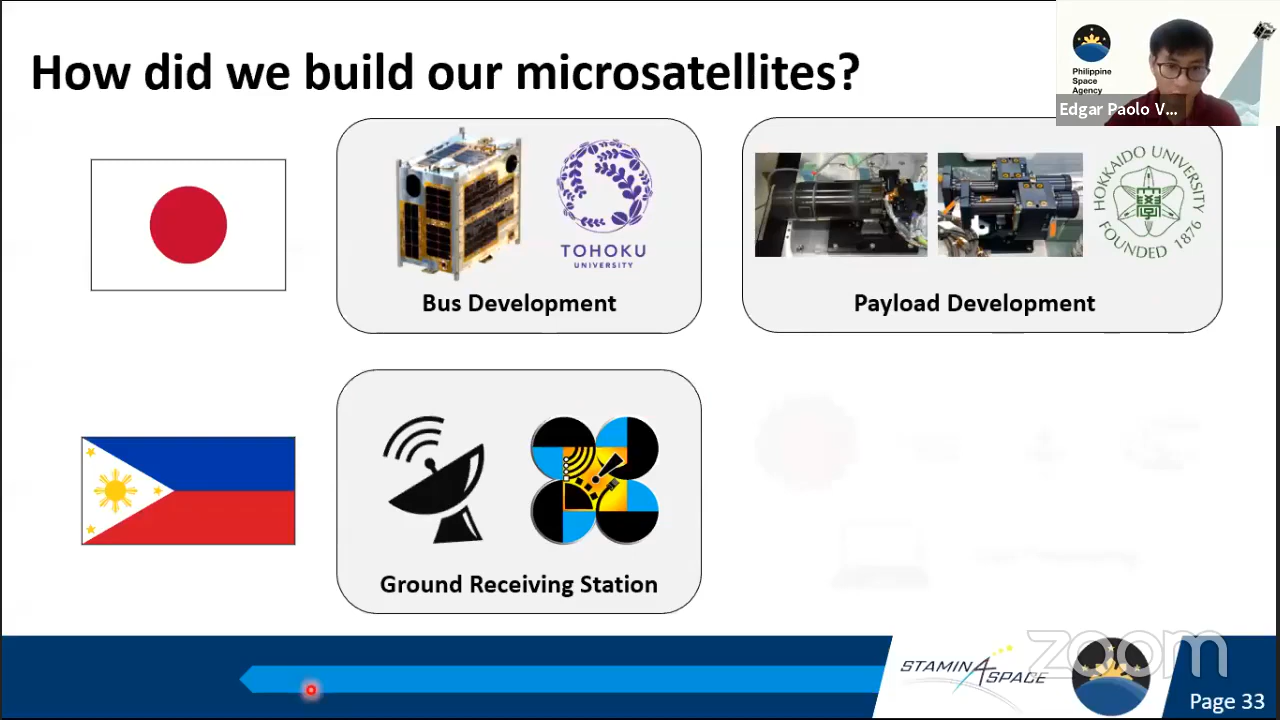 How did we build our microsatellites?
Philippine
Space
Agency
Edgar Paolo V...
TOHOKU
UNIVERSITY
Bus Development
HOKKAIDO UNIVERSITY
FOUNDED 1876
Payload Development
Ground Receiving Station
STAMIN4SPACE
zoom
Page 33